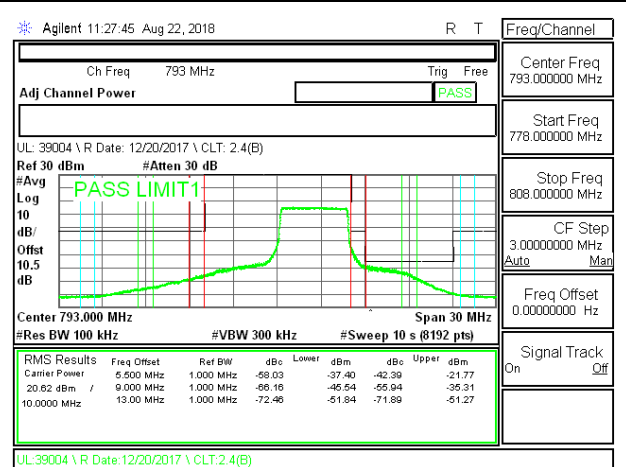 Agilent 11:27:45 Aug 22, 2018 R T Freq/Channel
Ch Freq 793 MHz Trig Free
Adj Channel Power PASS
UL: 39004 \ R Date: 12/20/2017 \ CLT: 2.4(B)
Ref 30 dBm #Atten 30 dB
#Avg
Log
10
dB/
Offst
10.5
dB
PASS LIMIT1
Center 793.000 MHz Span 30 MHz
#Res BW 100 kHz #VBW 300 kHz #Sweep 10 s (8192 pts)
RMS Results Freq Offset Ref BW dBc Lower dBm dBc Upper dBm
Carrier Power 5.500 MHz 1.000 MHz -58.03 -37.40 -42.39 -21.77
20.62 dBm / 9.000 MHz 1.000 MHz -66.16 -45.54 -55.94 -35.31
10.0000 MHz 13.00 MHz 1.000 MHz -72.46 -51.84 -71.89 -51.27
UL:39004 \ R Date:12/20/2017 \ CLT:2.4(B)
Center Freq
793.000000 MHz
Start Freq
778.000000 MHz
Stop Freq
808.000000 MHz
CF Step
3.00000000 MHz
Auto Man
Freq Offset
0.00000000 Hz
Signal Track
On Off